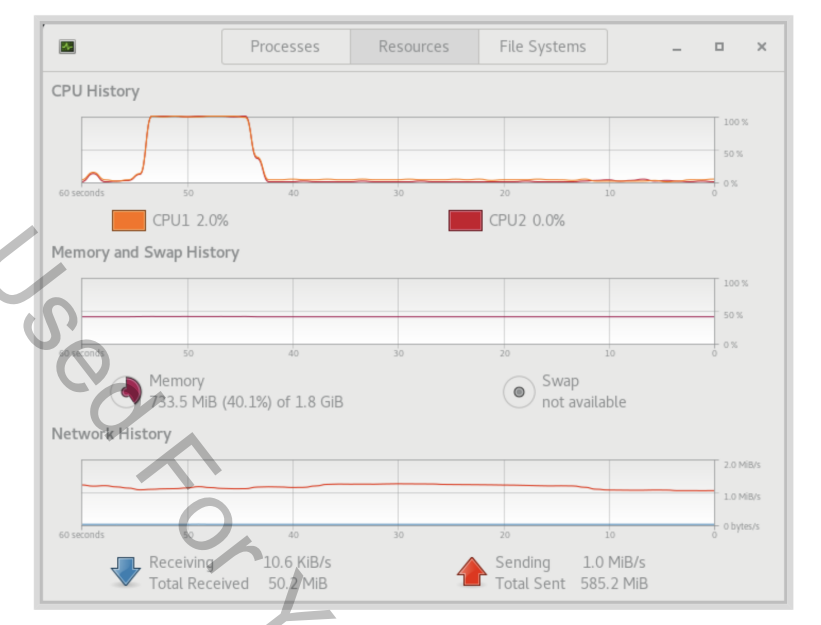 Processes Resources File Systems
CPU History
100 %
50 %
0 %
60 seconds 50 40 30 20 10 0
CPU1 2.0% CPU2 0.0%
Memory and Swap History
100 %
50 %
0 %
60 seconds 50 40 30 20 10 0
Memory Swap
733.5 MiB (40.1%) of 1.8 GiB not available
Network History
2.0 MiB/s
1.0 MiB/s
0 bytes/s
60 seconds 50 40 30 20 10 0
Receiving 10.6 KiB/s Sending 1.0 MiB/s
Total Received 50.2 MiB Total Sent 585.2 MiB
Used For